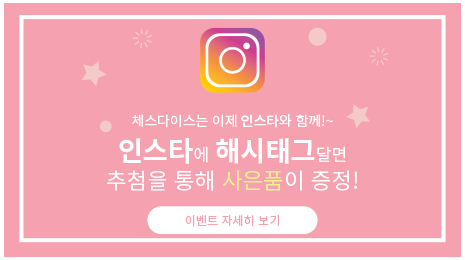 체스다이스는 이제 인스타와 함께!~
인스타에 해시태그달면
추첨을 통해 사은품이 증정!
이벤트 자세히 보기